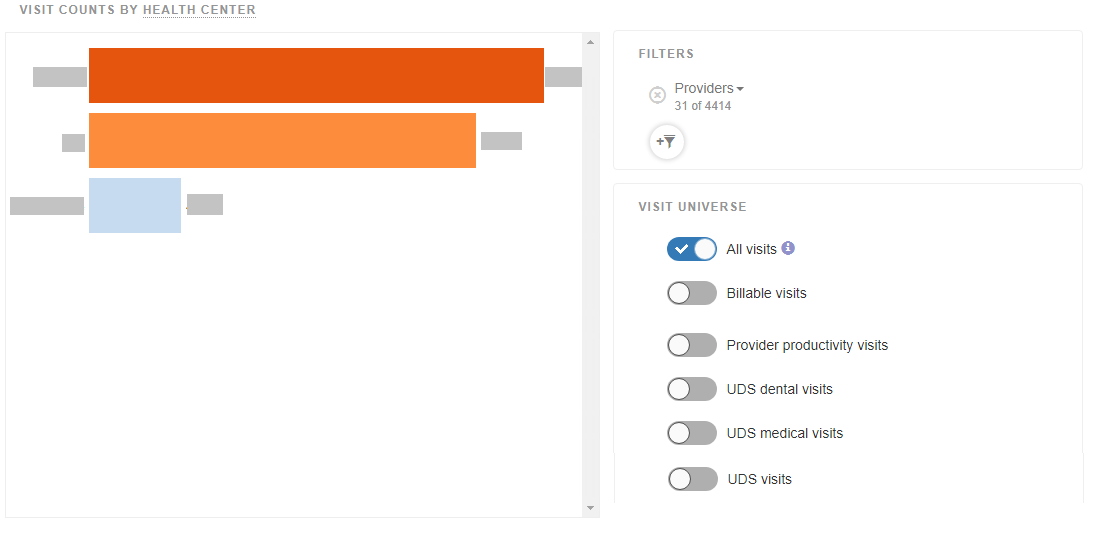 VISIT COUNTS BY HEALTH CENTER
FILTERS
Providers
31 of 4414
VISIT UNIVERSE
All visits
Billable visits
Provider productivity visits
UDS dental visits
UDS medical visits
UDS visits